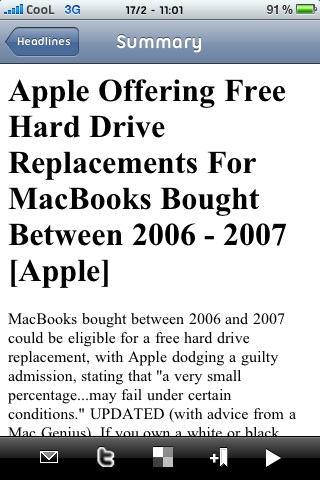 CooL 3G 17/2 - 11:01 91 %
Headlines Summary
Apple Offering Free
Hard Drive
Replacements For
MacBooks Bought
Between 2006 - 2007
[Apple]
MacBooks bought between 2006 and 2007
could be eligible for a free hard drive
replacement, with Apple dodging a guilty
admission, stating that "a very small
percentage...may fail under certain
conditions." UPDATED (with advice from a
Mac Genius). If you own a white or black